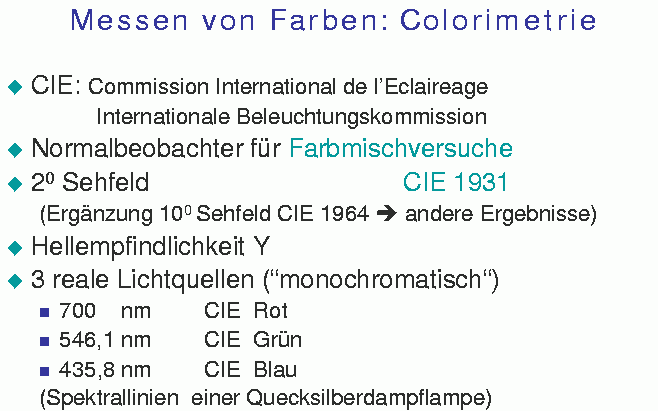 Messen von Farben: Colorimetrie
CIE: Commission International de l'Eclaireage
Internationale Beleuchtungskommission
Normalbeobachter für Farbmischversuche
2⁰ Sehfeld CIE 1931
(Ergänzung 10⁰ Sehfeld CIE 1964 ➔ andere Ergebnisse)
Hellempfindlichkeit Y
3 reale Lichtquellen (“monochromatisch“)
700 nm CIE Rot
546,1 nm CIE Grün
435,8 nm CIE Blau
(Spektrallinien einer Quecksilberdampflampe)